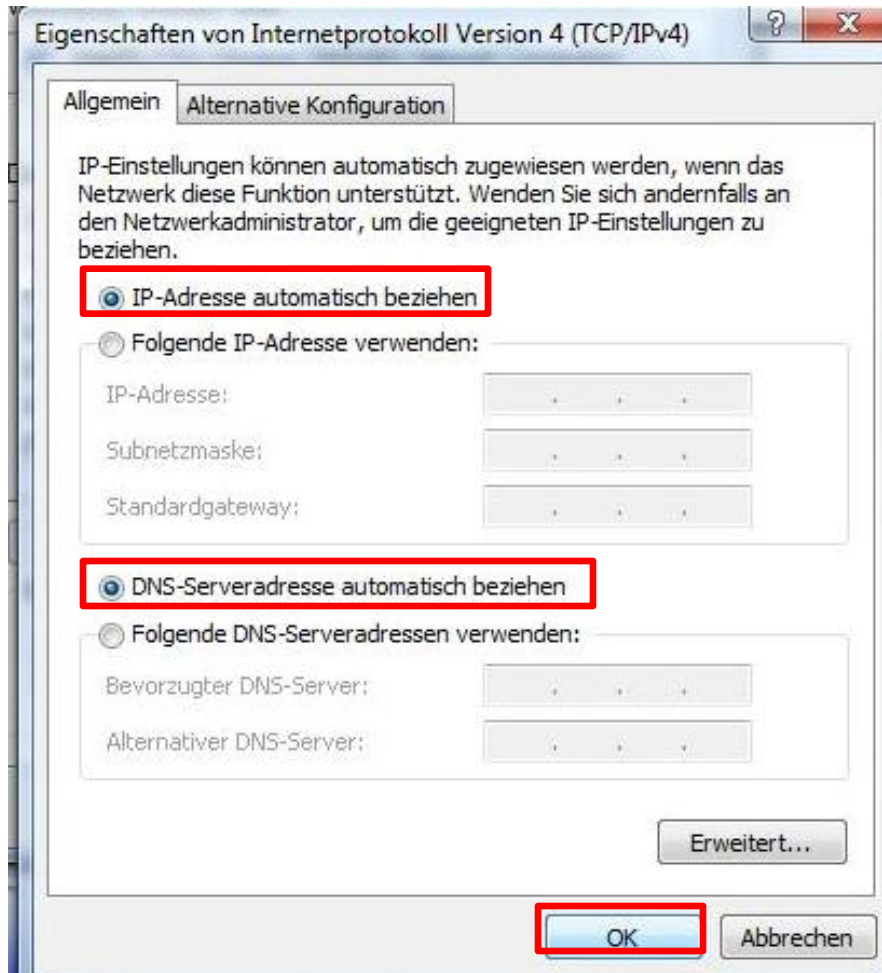 Eigenschaften von Internetprotokoll Version 4 (TCP/IPv4)
?
X
Allgemein
Alternative Konfiguration
IP-Einstellungen können automatisch zugewiesen werden, wenn das
Netzwerk diese Funktion unterstützt. Wenden Sie sich andernfalls an
den Netzwerkadministrator, um die geeigneten IP-Einstellungen zu
beziehen.
IP-Adresse automatisch beziehen
Folgende IP-Adresse verwenden:
IP-Adresse: . . .
Subnetzmaske: . . .
Standardgateway: . . .
DNS-Serveradresse automatisch beziehen
Folgende DNS-Serveradressen verwenden:
Bevorzugter DNS-Server: . . .
Alternativer DNS-Server: . . .
Erweitert...
OK
Abbrechen